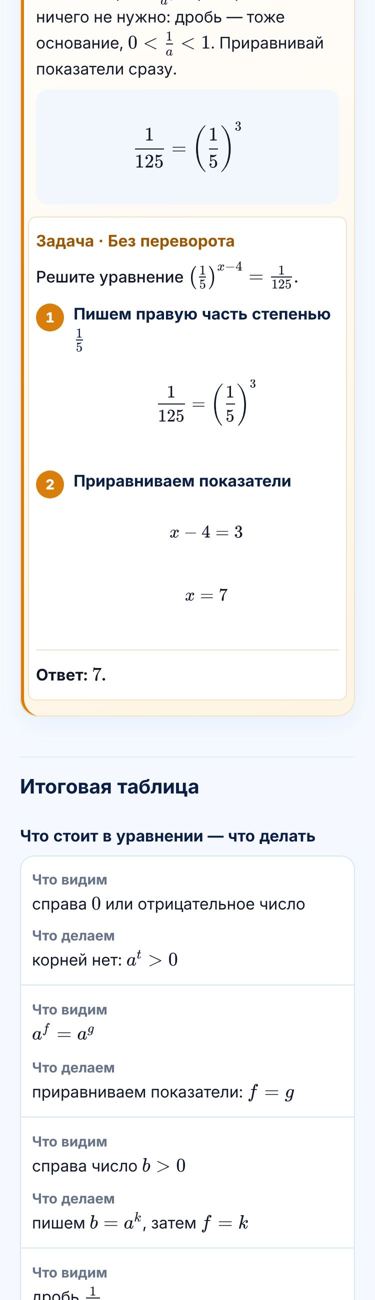 ничего не нужно: дробь — тоже
основание, 0 < 1/a < 1. Приравнивай
показатели сразу.
1/125 = (1/5)^3
Задача · Без переворота
Решите уравнение (1/5)^{x−4} = 1/125.
1 Пишем правую часть степенью
1/5
1/125 = (1/5)^3
2 Приравниваем показатели
x − 4 = 3
x = 7
Ответ: 7.
Итоговая таблица
Что стоит в уравнении — что делать
Что видим
справа 0 или отрицательное число
Что делаем
корней нет: a^t > 0
Что видим
a^f = a^g
Что делаем
приравниваем показатели: f = g
Что видим
справа число b > 0
Что делаем
пишем b = a^k, затем f = k
Что видим
дробь 1